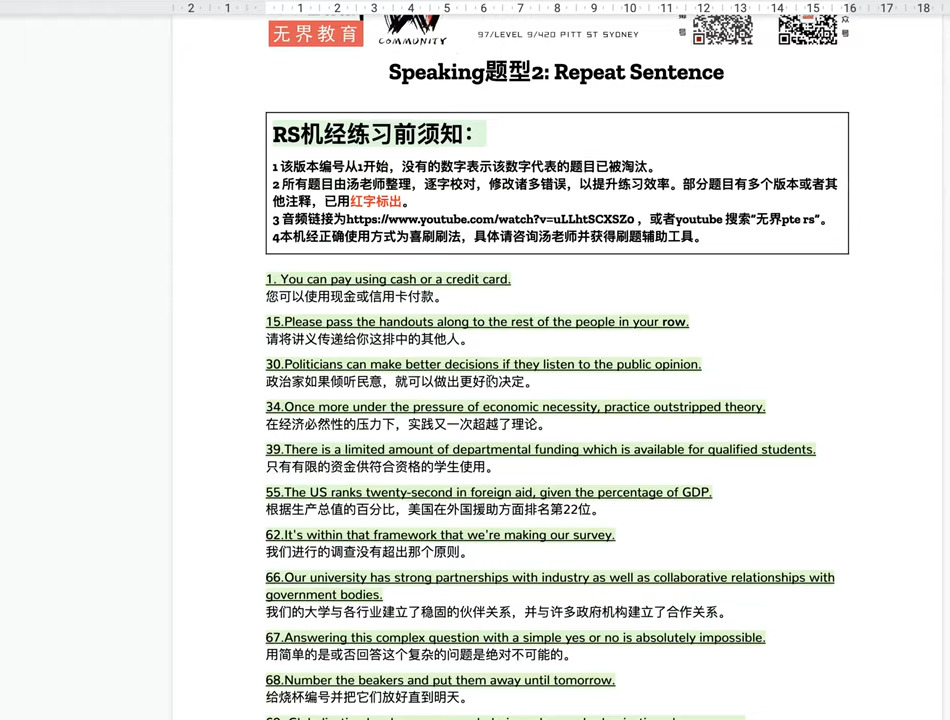 2 1 1 2 3 4 5 6 7 8 9 10 11 12 13 14 15 16 17 18
无界教育
COMMUNITY
97/LEVEL 9/420 PITT ST SYDNEY
号
Speaking题型2: Repeat Sentence
RS机经练习前须知：
1 该版本编号从1开始，没有的数字表示该数字代表的题目已被淘汰。
2 所有题目由汤老师整理，逐字校对，修改诸多错误，以提升练习效率。部分题目有多个版本或者其
他注释，已用红字标出。
3 音频链接为https://www.youtube.com/watch?v=uLLhtSCXSZ0 ，或者youtube 搜索“无界pte rs”。
4本机经正确使用方式为喜刷刷法，具体请咨询汤老师并获得刷题辅助工具。
1. You can pay using cash or a credit card.
您可以使用现金或信用卡付款。
15.Please pass the handouts along to the rest of the people in your row.
请将讲义传递给你这排中的其他人。
30.Politicians can make better decisions if they listen to the public opinion.
政治家如果倾听民意，就可以做出更好的决定。
34.Once more under the pressure of economic necessity, practice outstripped theory.
在经济必然性的压力下，实践又一次超越了理论。
39.There is a limited amount of departmental funding which is available for qualified students.
只有有限的资金供符合资格的学生使用。
55.The US ranks twenty-second in foreign aid, given the percentage of GDP.
根据生产总值的百分比，美国在外国援助方面排名第22位。
62.It's within that framework that we're making our survey.
我们进行的调查没有超出那个原则。
66.Our university has strong partnerships with industry as well as collaborative relationships with
government bodies.
我们的大学与各行业建立了稳固的伙伴关系，并与许多政府机构建立了合作关系。
67.Answering this complex question with a simple yes or no is absolutely impossible.
用简单的是或否回答这个复杂的问题是绝对不可能的。
68.Number the beakers and put them away until tomorrow.
给烧杯编号并把它们放好直到明天。